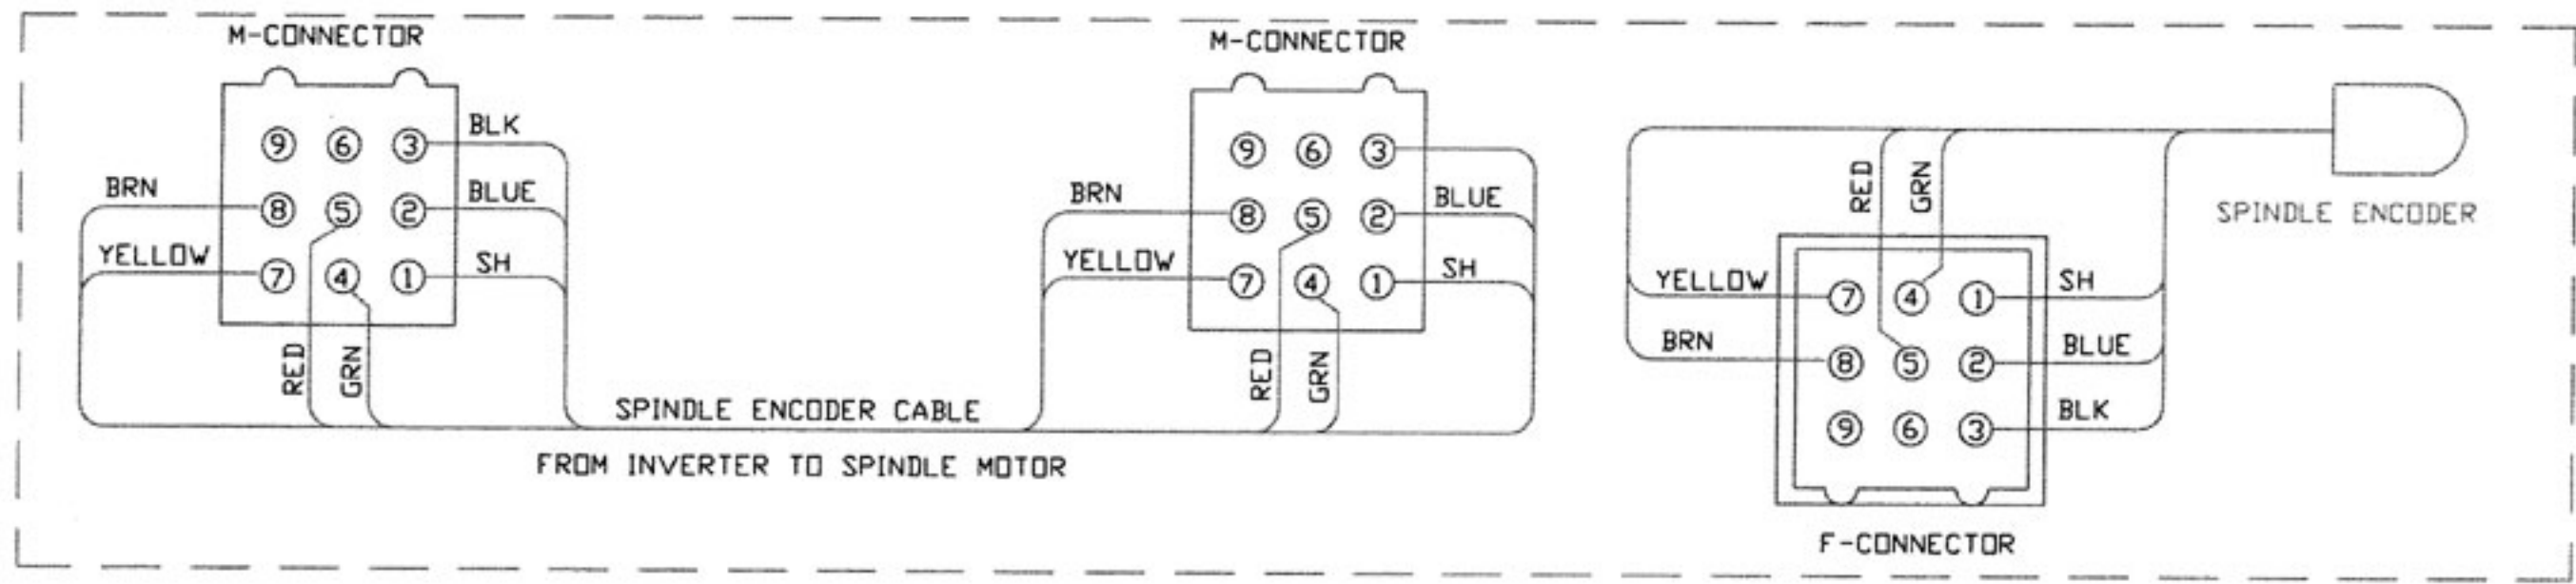 M-CONNECTOR
9 6 3 BLK
BRN 8 5 2 BLUE
YELLOW 7 4 1 SH
RED GRN
M-CONNECTOR
9 6 3
BRN 8 5 2 BLUE
YELLOW 7 4 1 SH
RED GRN
SPINDLE ENCODER CABLE
FROM INVERTER TO SPINDLE MOTOR
RED GRN
SPINDLE ENCODER
YELLOW 7 4 1 SH
BRN 8 5 2 BLUE
9 6 3 BLK
F-CONNECTOR